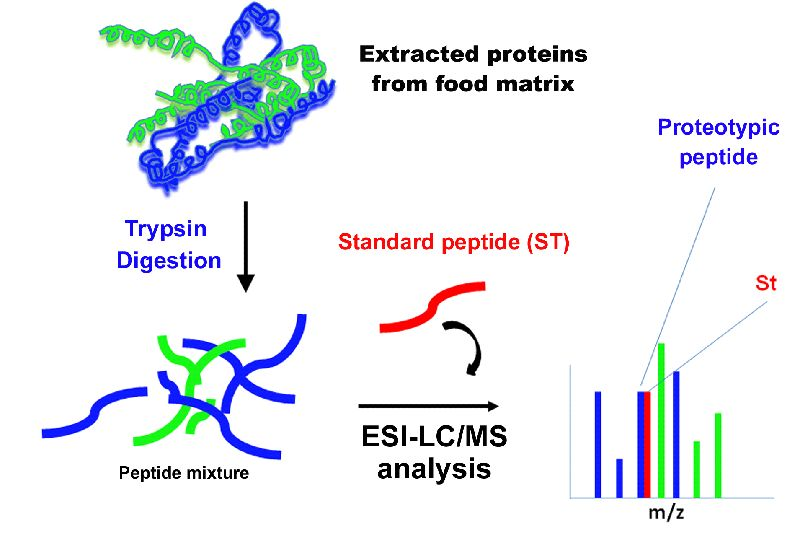 Extracted proteins
from food matrix
Proteotypic
peptide
Trypsin
Digestion
Standard peptide (ST)
St
ESI-LC/MS
analysis
Peptide mixture
m/z